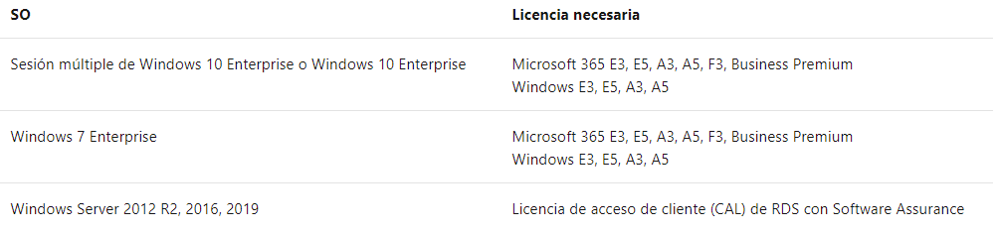 SO Licencia necesaria
Sesión múltiple de Windows 10 Enterprise o Windows 10 Enterprise Microsoft 365 E3, E5, A3, A5, F3, Business Premium
Windows E3, E5, A3, A5
Windows 7 Enterprise Microsoft 365 E3, E5, A3, A5, F3, Business Premium
Windows E3, E5, A3, A5
Windows Server 2012 R2, 2016, 2019 Licencia de acceso de cliente (CAL) de RDS con Software Assurance